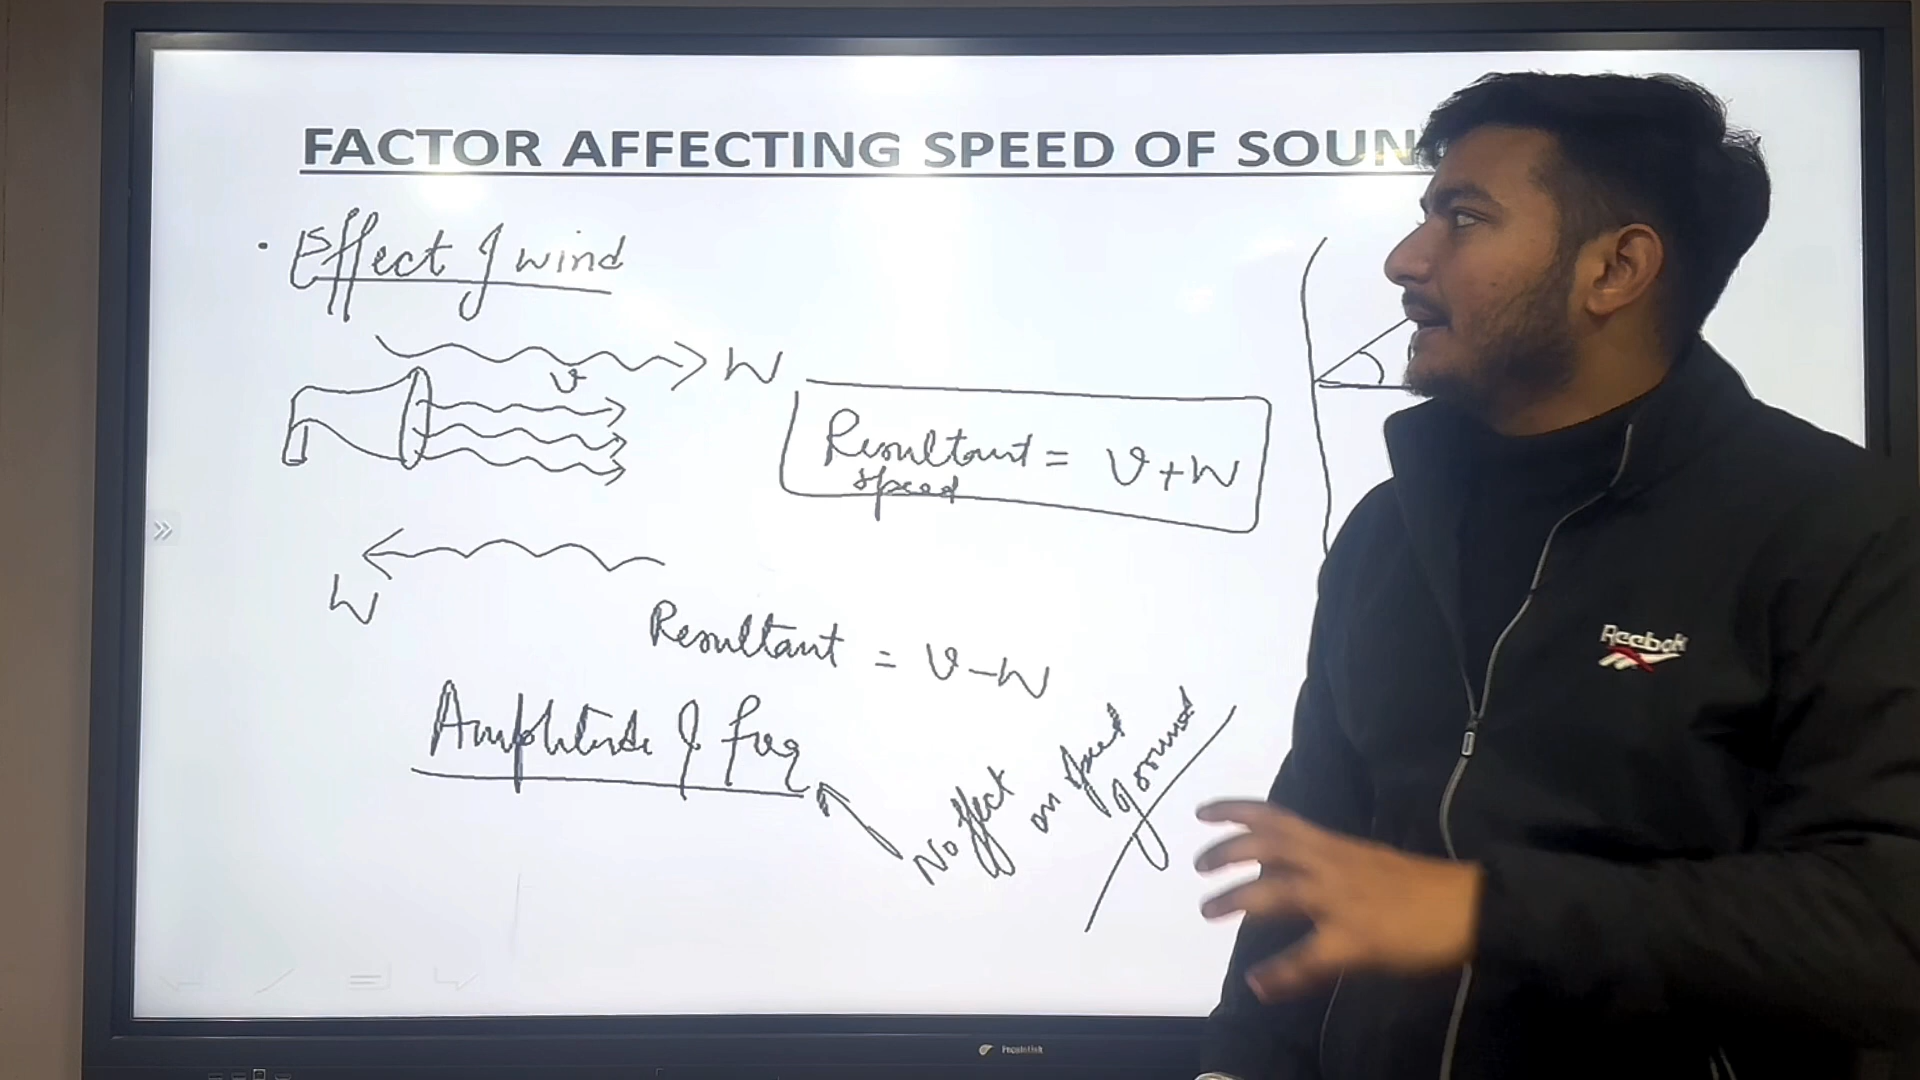 FACTOR AFFECTING SPEED OF SOUN
• Effect of wind
W
v
Resultant = v + W
speed
W
Resultant = v - W
Amplitude & freq
No effect
on speed
of sound
Reebok